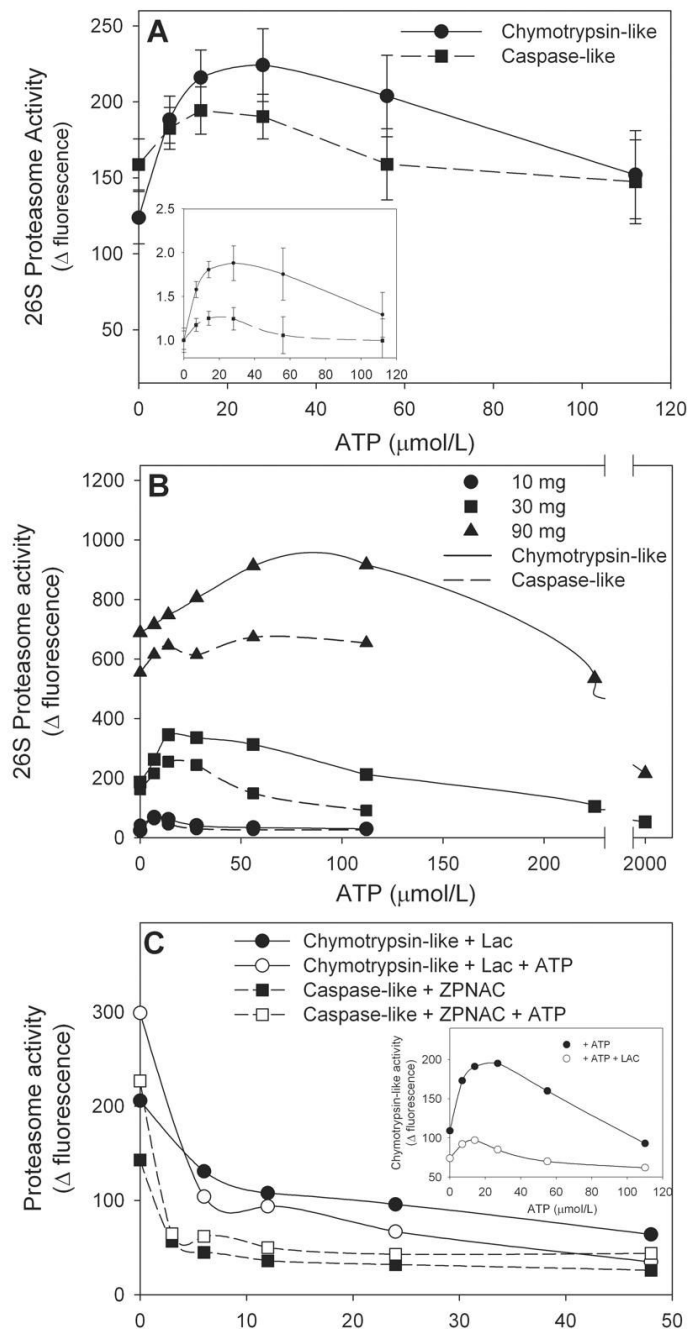 A
Chymotrypsin-like
Caspase-like
26S Proteasome Activity
(Δ fluorescence)
250
200
150
100
50
2.5
2.0
1.5
1.0
0 20 40 60 80 100 120
0 20 40 60 80 100 120
ATP (μmol/L)
B
10 mg
30 mg
90 mg
Chymotrypsin-like
Caspase-like
26S Proteasome activity
(Δ fluorescence)
1200
1000
800
600
400
200
0
0 50 100 150 200 2000
ATP (μmol/L)
C
Chymotrypsin-like + Lac
Chymotrypsin-like + Lac + ATP
Caspase-like + ZPNAC
Caspase-like + ZPNAC + ATP
Proteasome activity
(Δ fluorescence)
300
200
100
0
Chymotrypsin-like activity
(Δ fluorescence)
200
150
100
50
+ ATP
+ ATP + LAC
0 20 40 60 80 100 120
ATP (μmol/L)
0 10 20 30 40 50